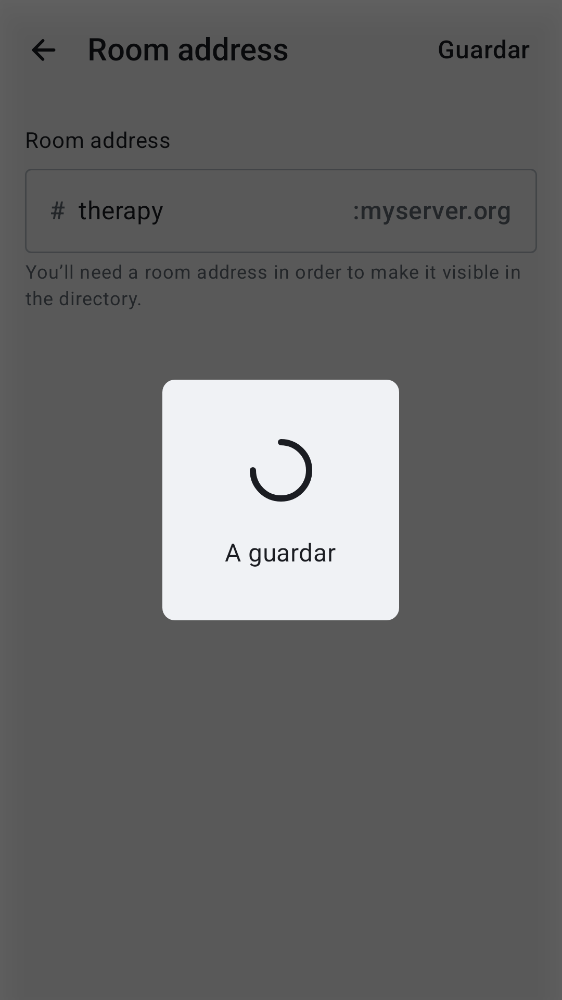 Room address
Guardar
Room address
# therapy :myserver.org
You'll need a room address in order to make it visible in
the directory.
A guardar